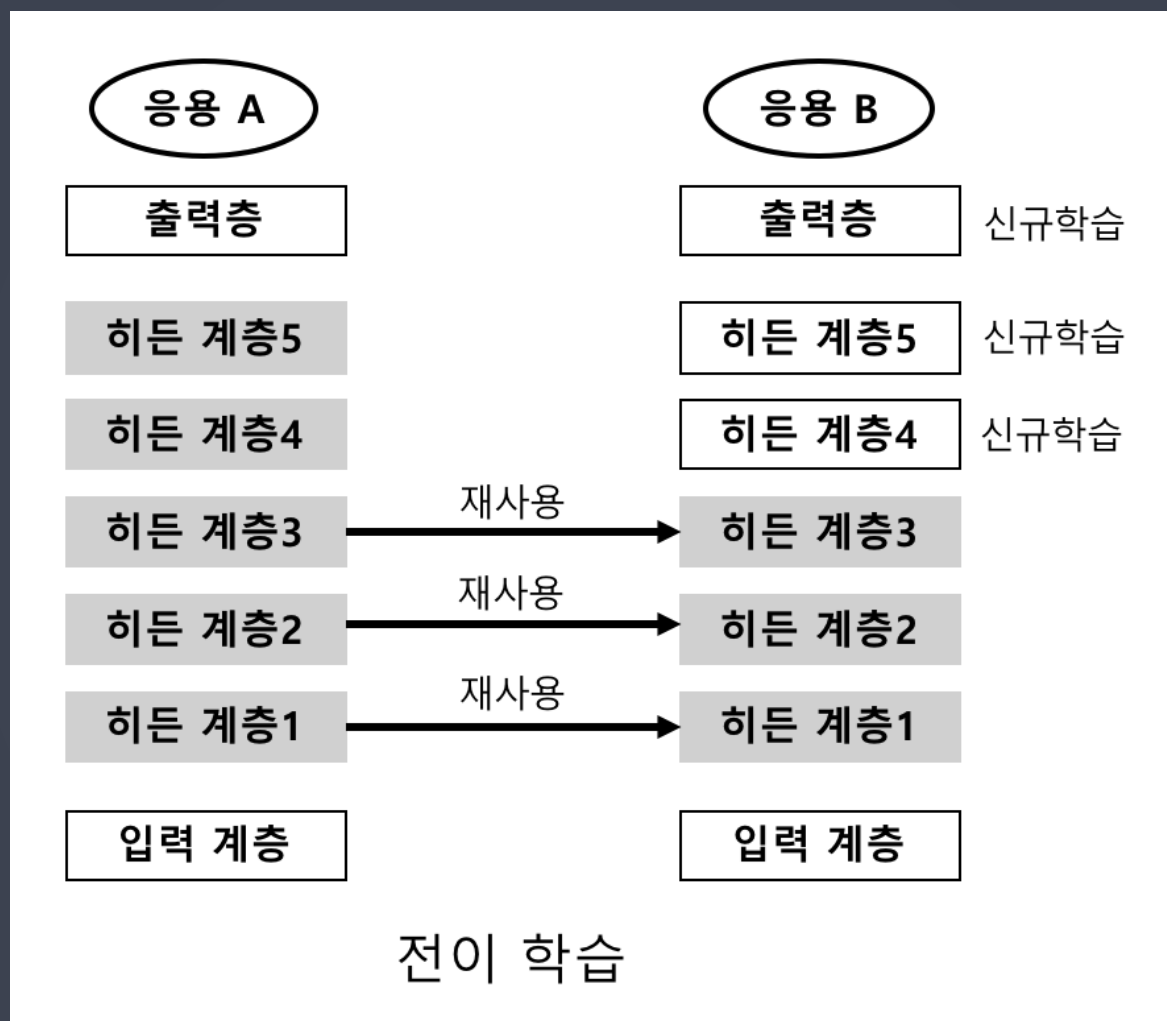 응용 A
응용 B
출력층
출력층
신규학습
히든 계층5
히든 계층5
신규학습
히든 계층4
히든 계층4
신규학습
재사용
히든 계층3
히든 계층3
재사용
히든 계층2
히든 계층2
재사용
히든 계층1
히든 계층1
입력 계층
입력 계층
전이 학습